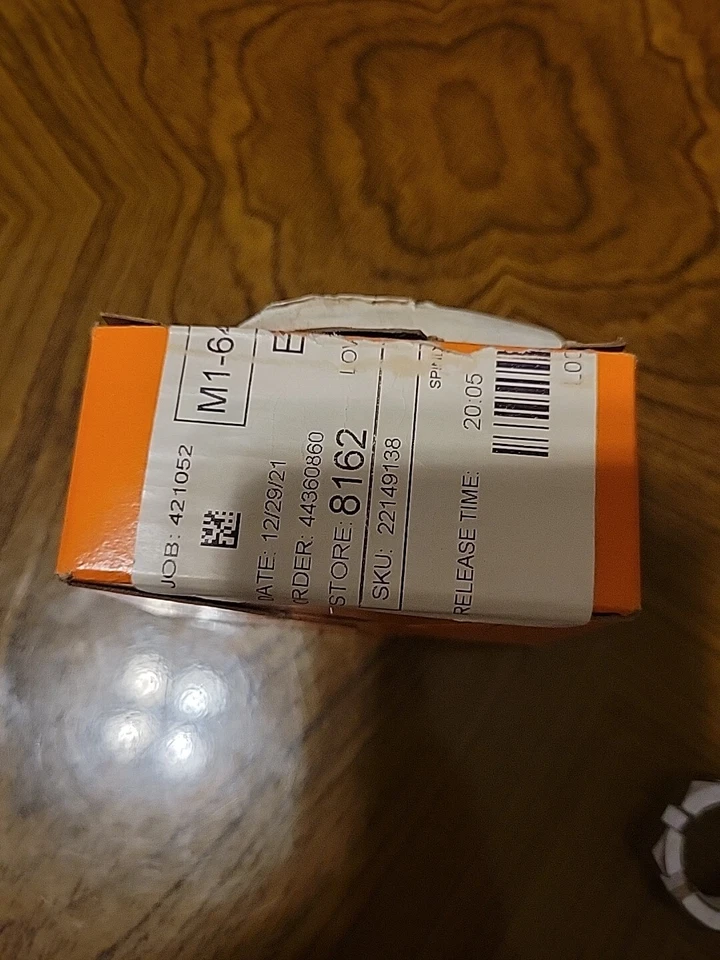 JOB: 421052
M1-6
DATE: 12/29/21
ORDER: 44360860
STORE: 8162
SKU: 22149138
RELEASE TIME: 20:05